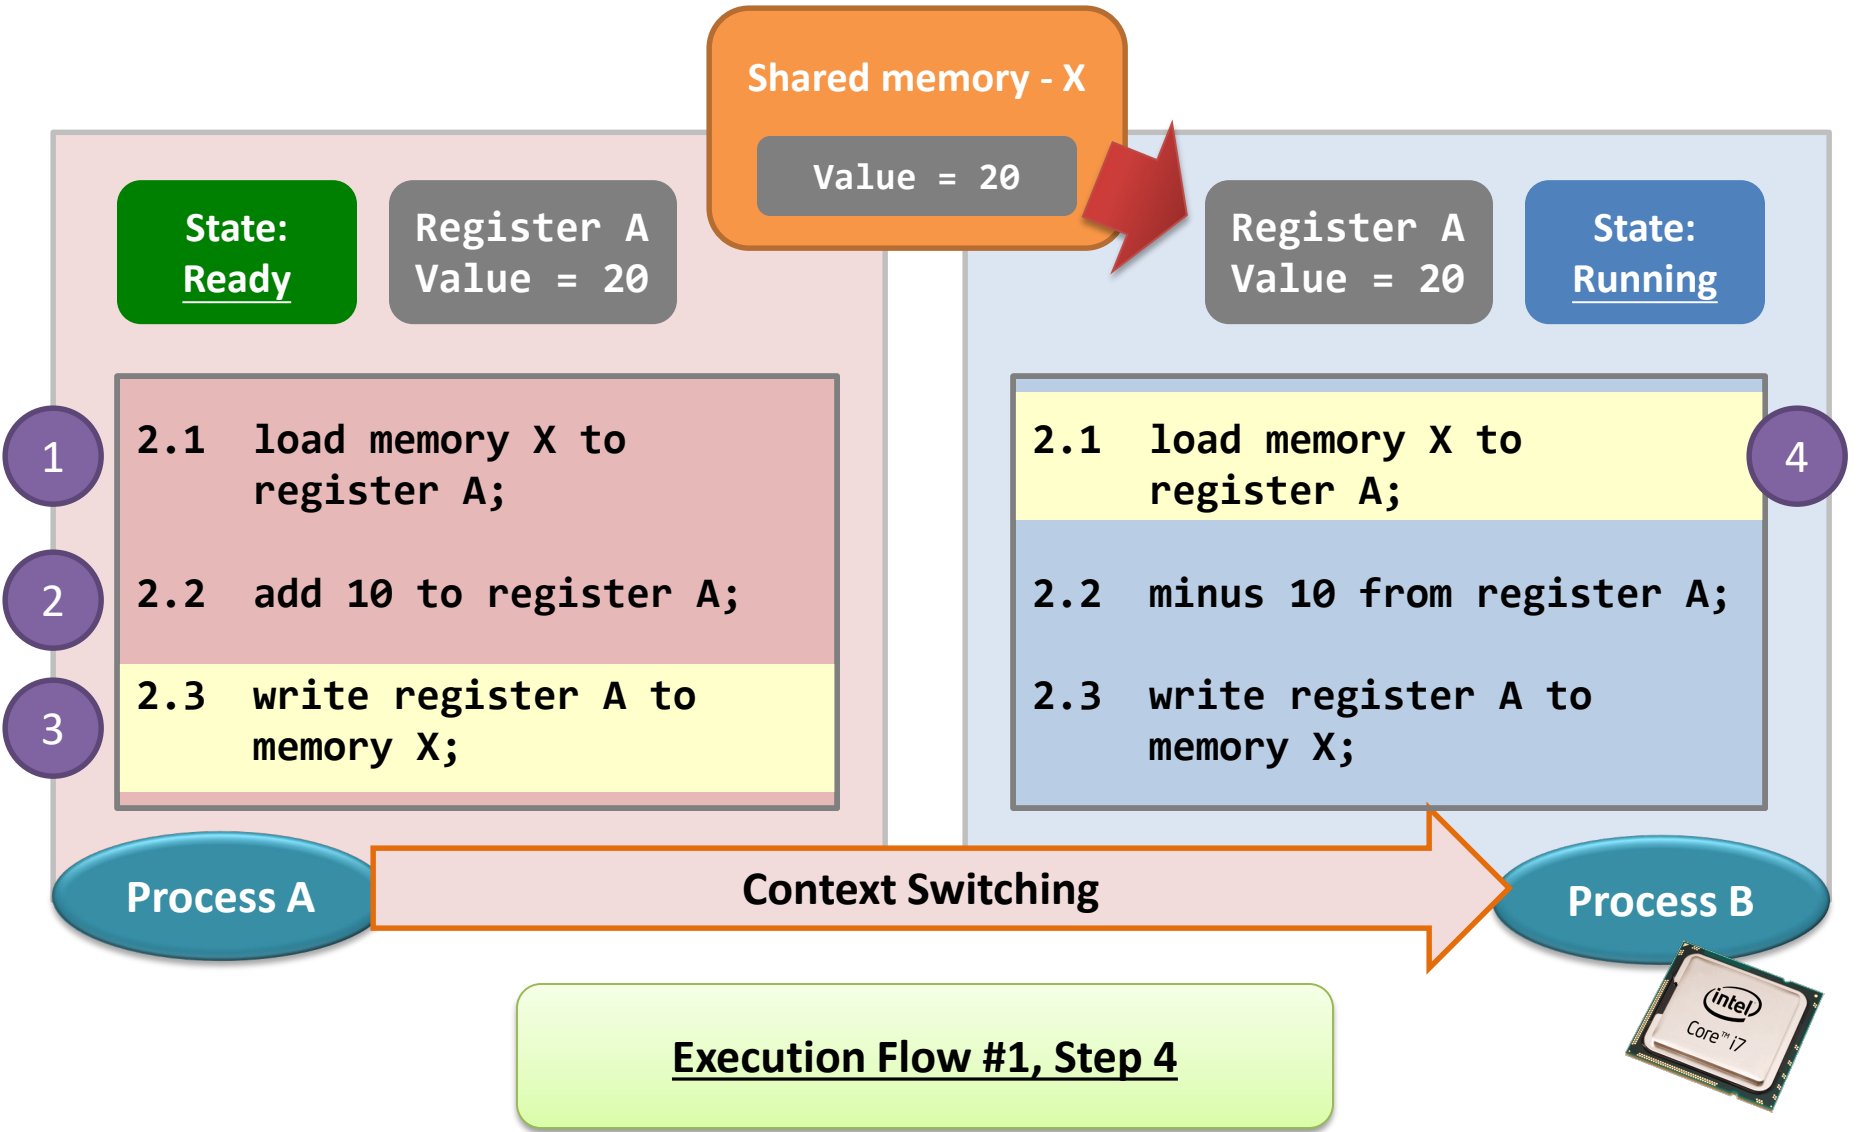 Shared memory - X
Value = 20
State:
Ready
Register A
Value = 20
Register A
Value = 20
State:
Running
1
2.1 load memory X to
register A;
2
2.2 add 10 to register A;
3
2.3 write register A to
memory X;
2.1 load memory X to
register A;
4
2.2 minus 10 from register A;
2.3 write register A to
memory X;
Process A
Context Switching
Process B
intel
Core™ i7
Execution Flow #1, Step 4